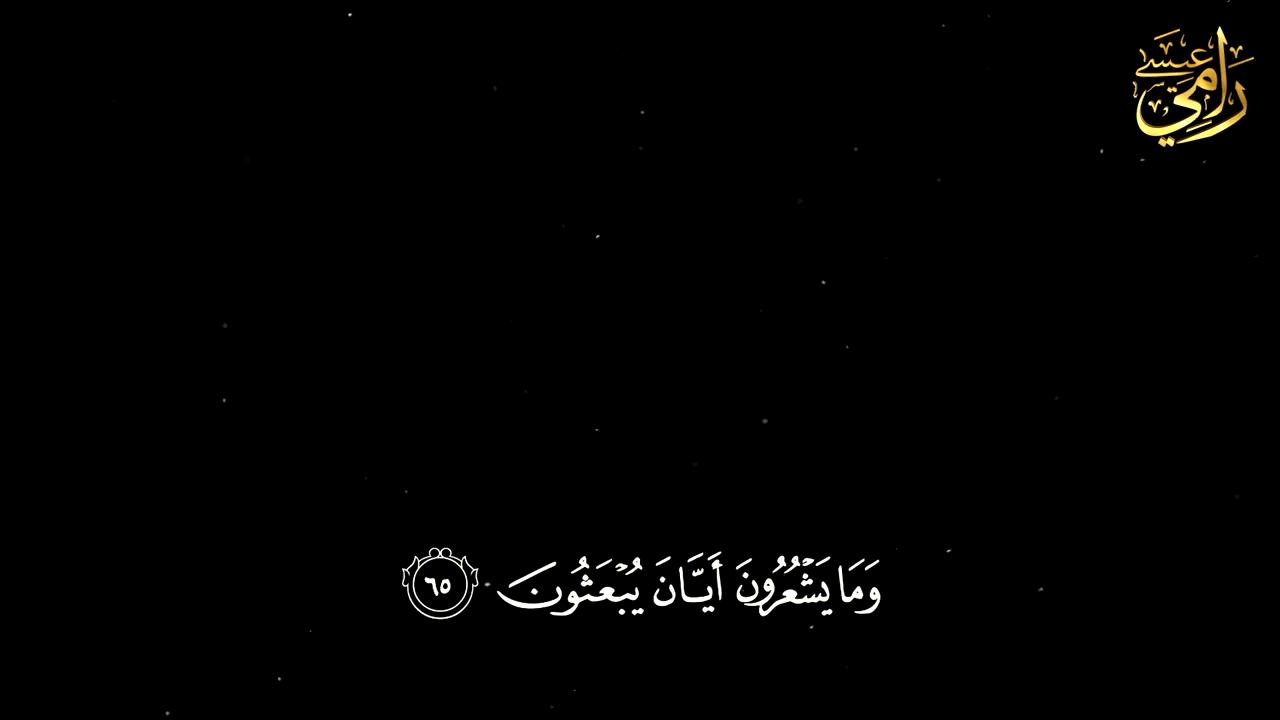 عيسى
رامي
وَمَا يَشْعُرُونَ أَيَّانَ يُبْعَثُونَ ٦٥